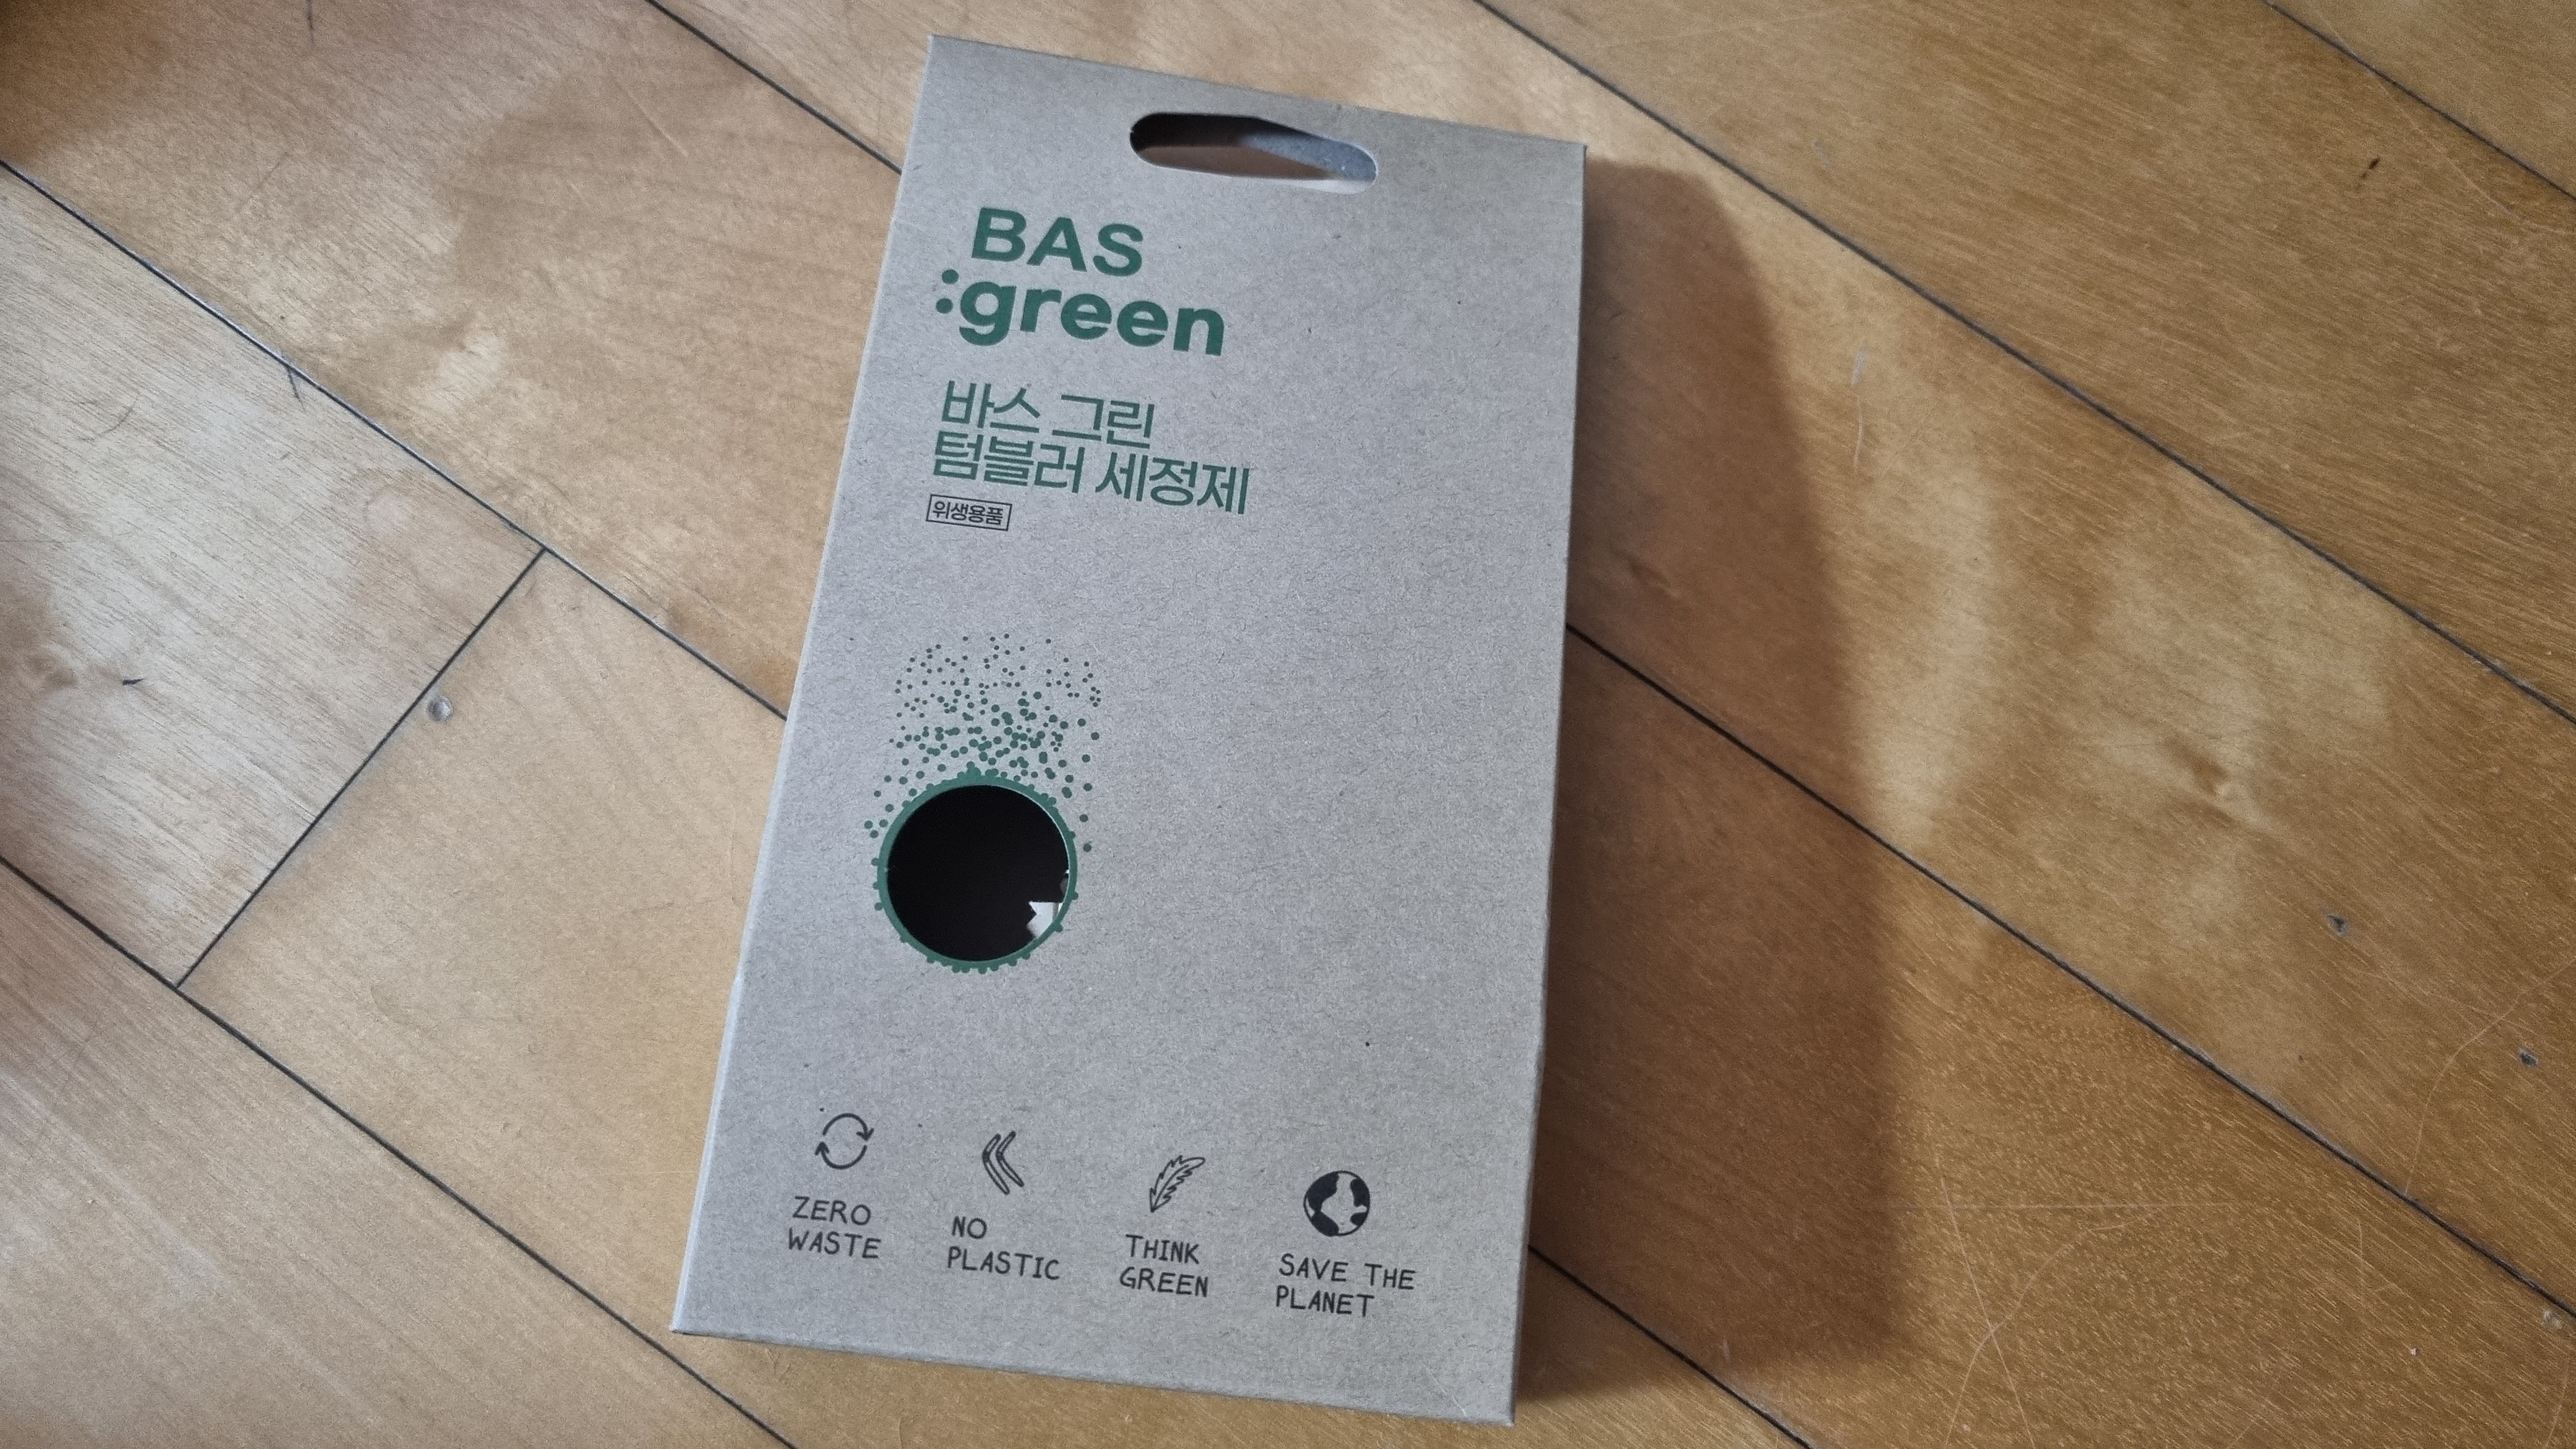 BAS
:green
바스 그린
텀블러 세정제
위생용품
ZERO
WASTE
NO
PLASTIC
THINK
GREEN
SAVE THE
PLANET